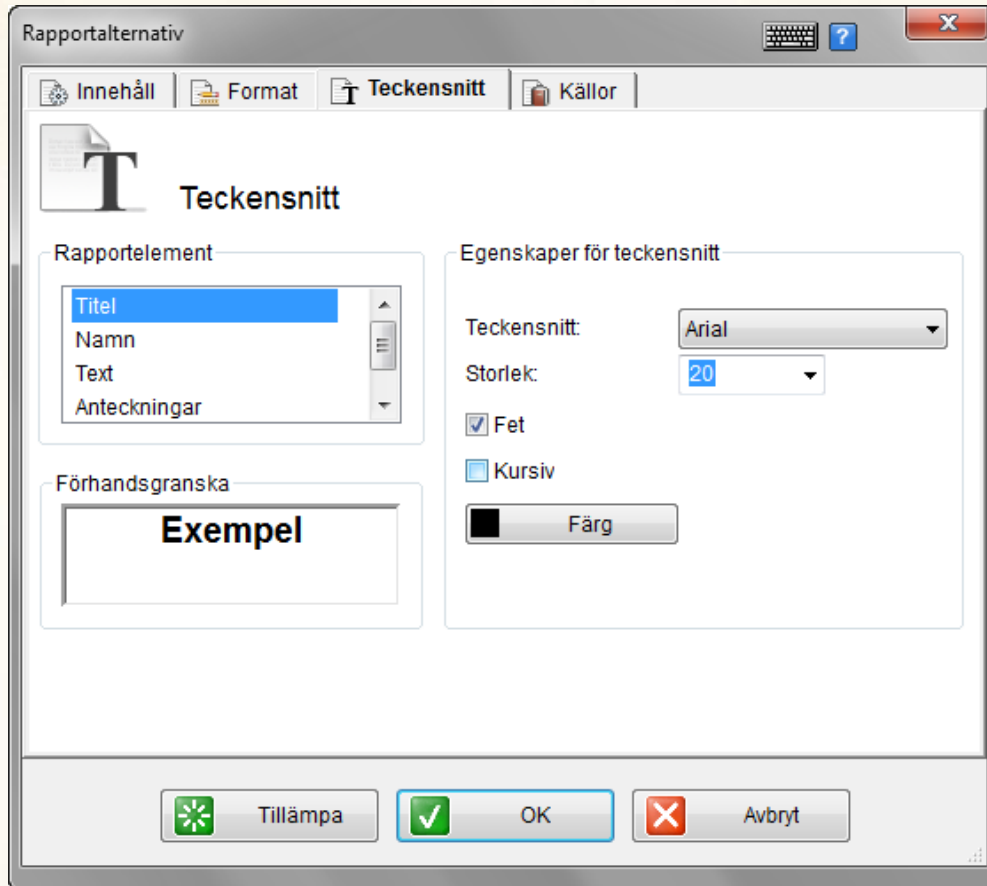 Rapportalternativ
?
Innehåll
Format
Teckensnitt
Källor
Teckensnitt
Rapportelement
Titel
Namn
Text
Anteckningar
Förhandsgranska
Exempel
Egenskaper för teckensnitt
Teckensnitt: Arial
Storlek: 20
Fet
Kursiv
Färg
Tillämpa
OK
Avbryt